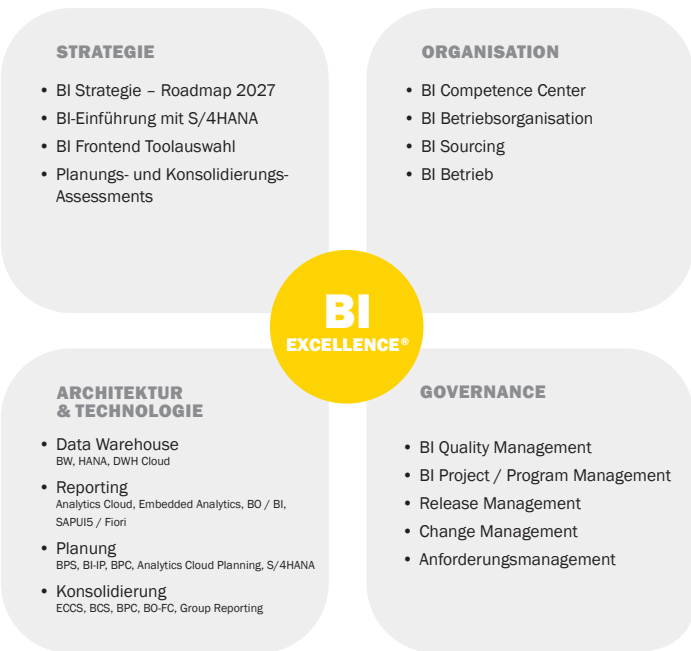 STRATEGIE
• BI Strategie – Roadmap 2027
• BI-Einführung mit S/4HANA
• BI Frontend Toolauswahl
• Planungs- und Konsolidierungs-
Assessments
ORGANISATION
• BI Competence Center
• BI Betriebsorganisation
• BI Sourcing
• BI Betrieb
BI
EXCELLENCE®
ARCHITEKTUR
& TECHNOLOGIE
• Data Warehouse
BW, HANA, DWH Cloud
• Reporting
Analytics Cloud, Embedded Analytics, BO / BI,
SAPUI5 / Fiori
• Planung
BPS, BI-IP, BPC, Analytics Cloud Planning, S/4HANA
• Konsolidierung
ECCS, BCS, BPC, BO-FC, Group Reporting
GOVERNANCE
• BI Quality Management
• BI Project / Program Management
• Release Management
• Change Management
• Anforderungsmanagement